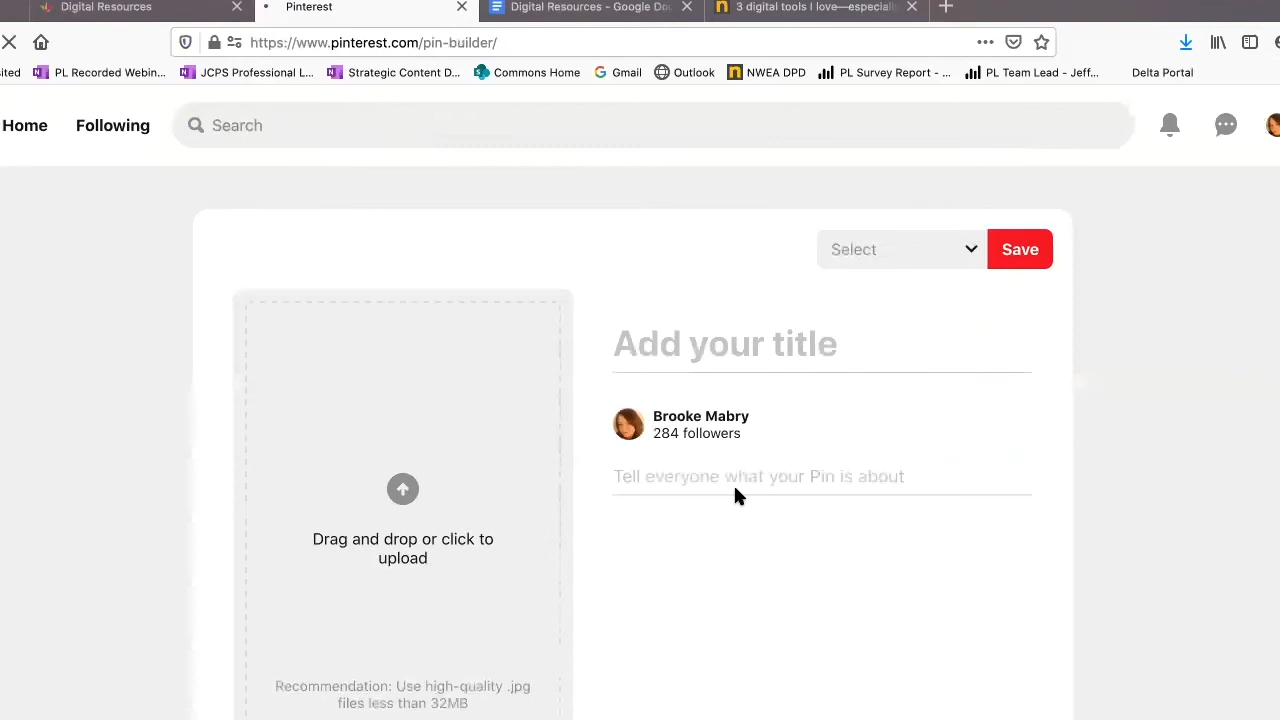 Digital Resources
Pinterest
Digital Resources - Google Doc
3 digital tools I love—especially
https://www.pinterest.com/pin-builder/
sited
PL Recorded Webin...
JCPS Professional L...
Strategic Content D...
Commons Home
Gmail
Outlook
NWEA DPD
PL Survey Report - ...
PL Team Lead - Jeff...
Delta Portal
Home
Following
Search
Select
Save
Add your title
Brooke Mabry
284 followers
Tell everyone what your Pin is about
Drag and drop or click to
upload
Recommendation: Use high-quality .jpg
files less than 32MB